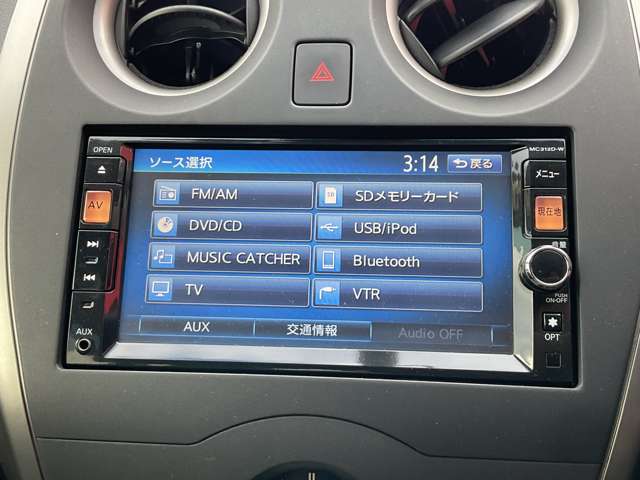 OPEN
MC312D-W
ソース選択
3:14
戻る
メニュー
FM/AM
SDメモリーカード
AV
現在地
DVD/CD
USB/iPod
MUSIC CATCHER
Bluetooth
TV
VTR
PUSH
ON·OFF
AUX
AUX
交通情報
Audio OFF
OPT